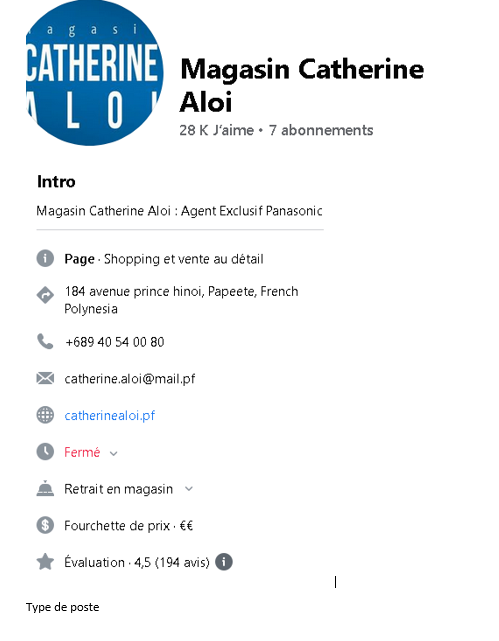 magasi
CATHERINE
ALOI
Magasin Catherine
Aloi
28 K J’aime • 7 abonnements
Intro
Magasin Catherine Aloi : Agent Exclusif Panasonic
Page · Shopping et vente au détail
184 avenue prince hinoi, Papeete, French
Polynesia
+689 40 54 00 80
catherine.aloi@mail.pf
catherinealoi.pf
Fermé
Retrait en magasin
Fourchette de prix · €€
Évaluation · 4,5 (194 avis)
Type de poste